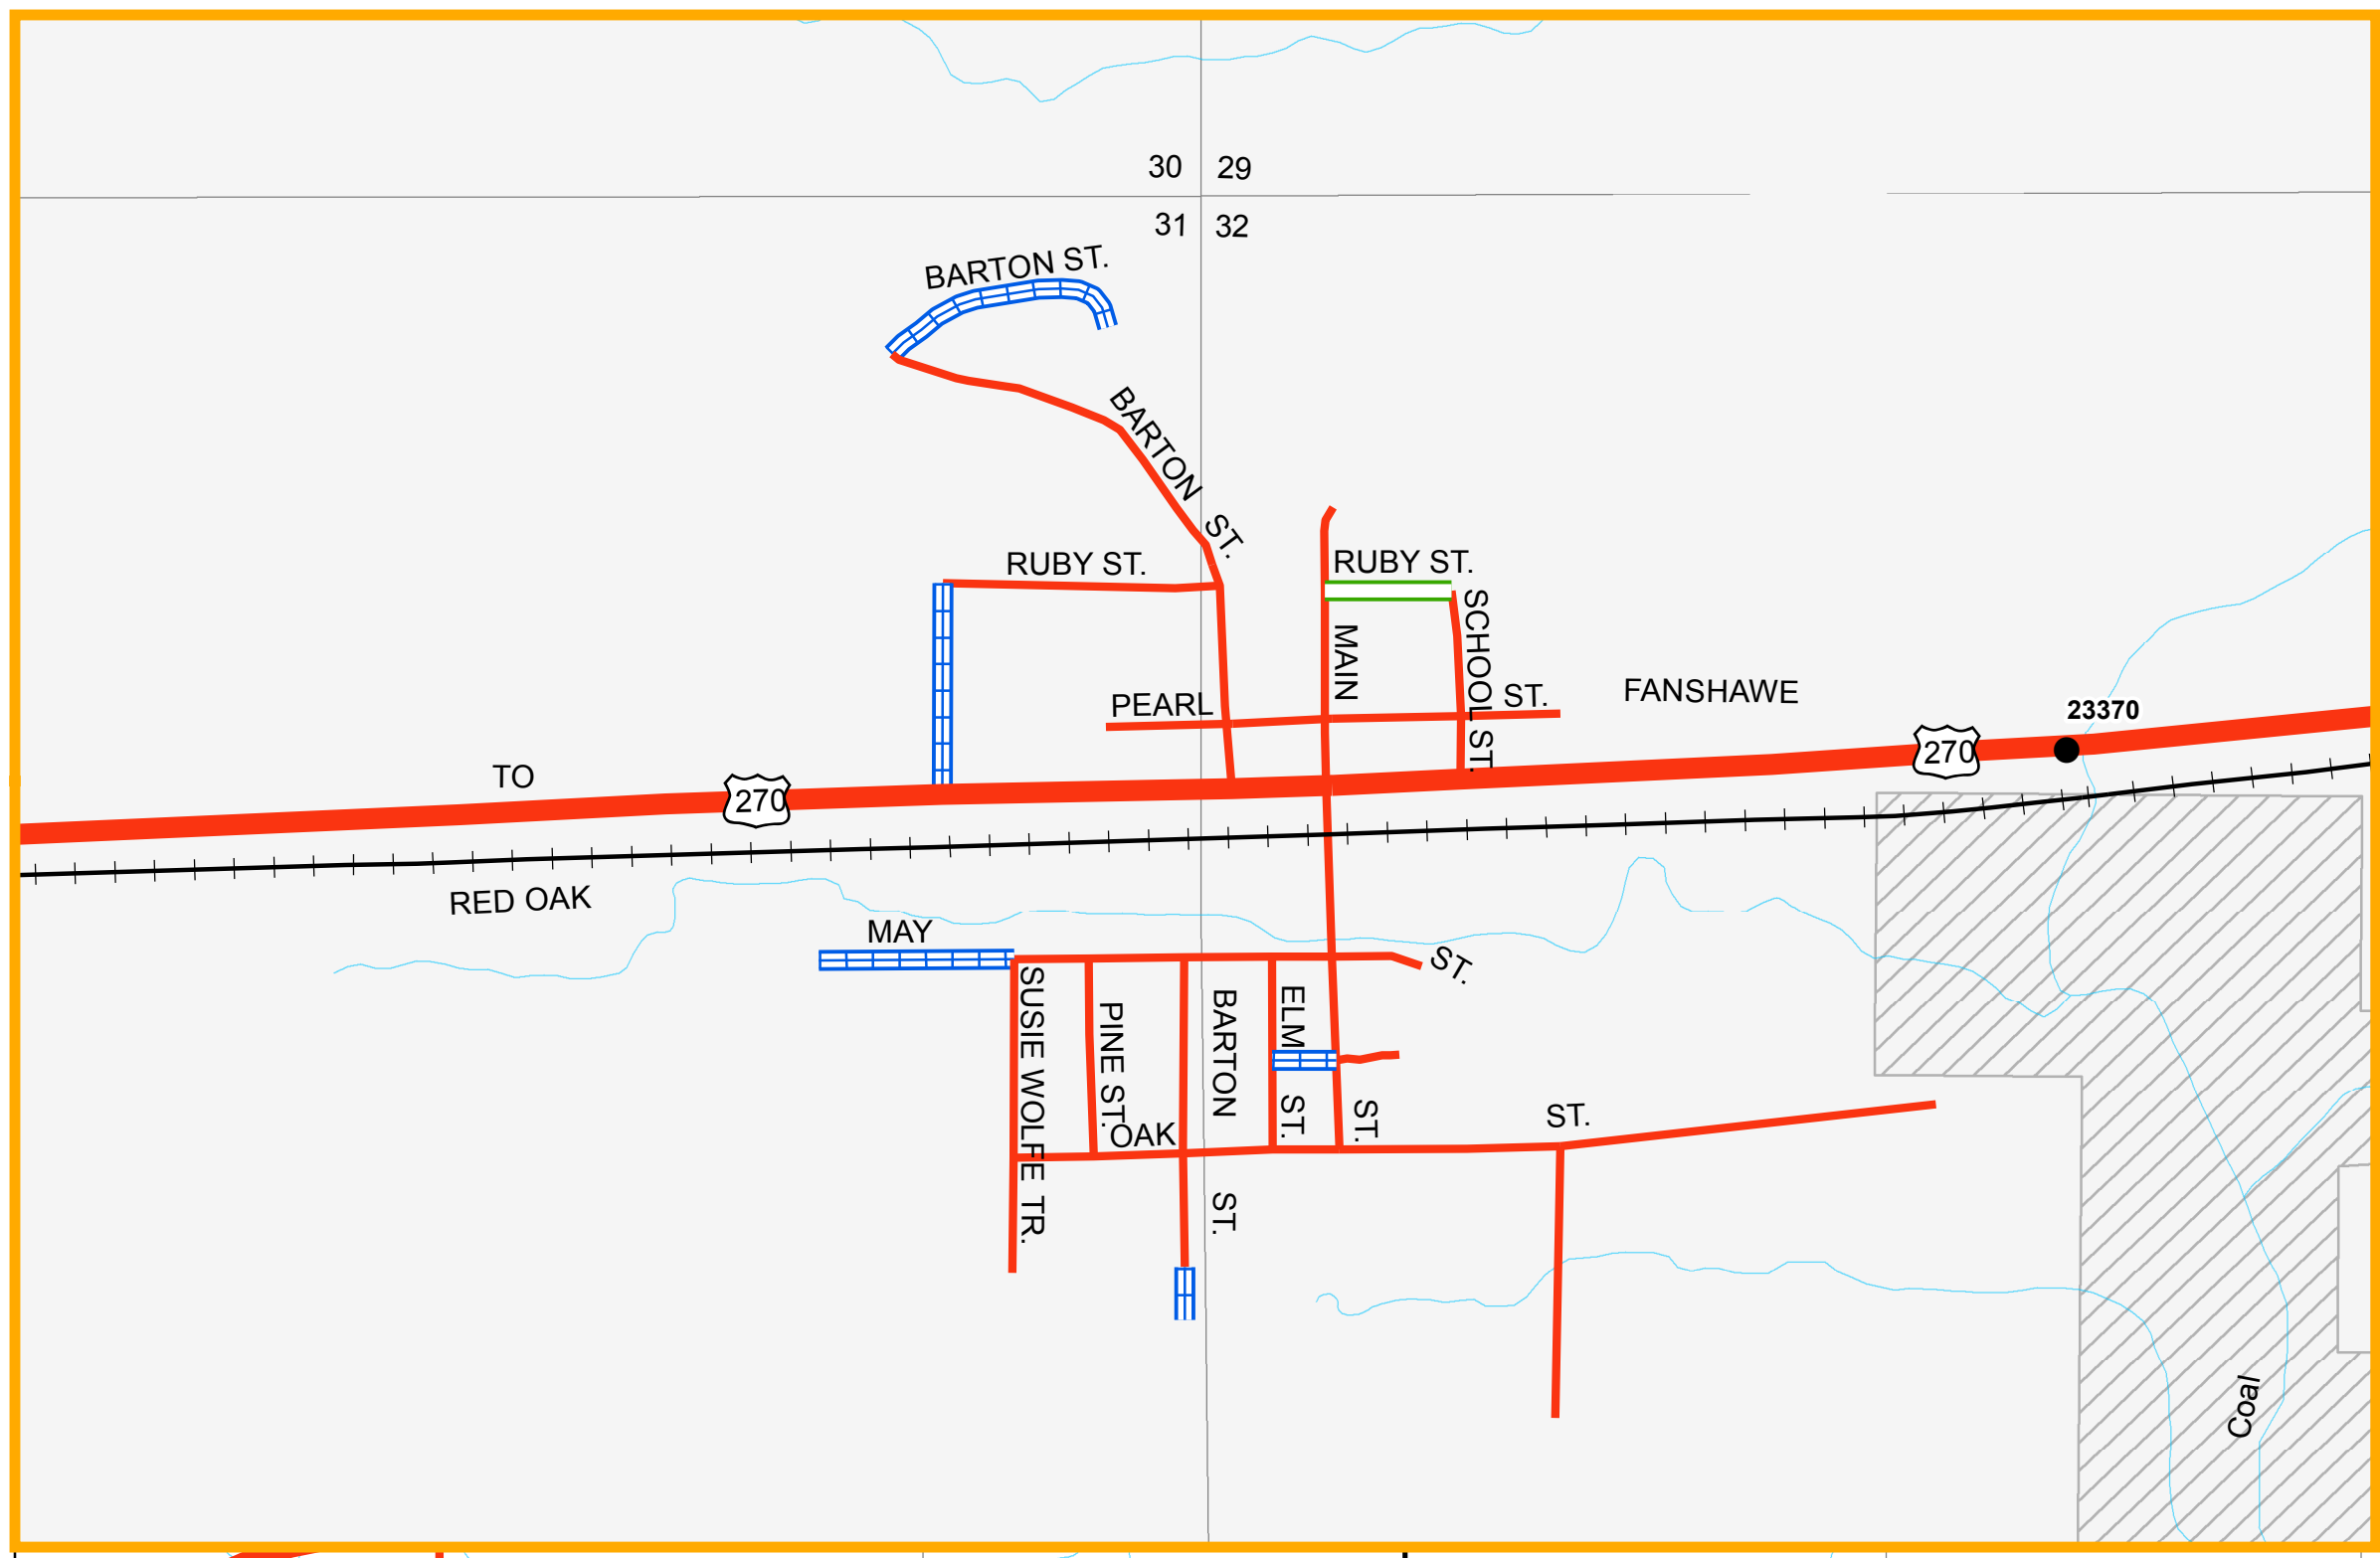 30 29
31 32
BARTON ST.
BARTON ST.
RUBY ST.
RUBY ST.
MAIN
SCHOOL ST.
PEARL ST.
FANSHAWE
23370
270
TO
270
RED OAK
MAY ST.
SUSIE WOLFE TR.
PINE ST.
BARTON ST.
ELM ST.
ST.
OAK ST.
Coal